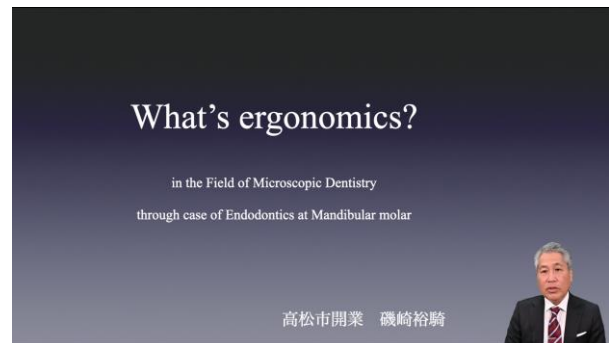 What's ergonomics?
in the Field of Microscopic Dentistry
through case of Endodontics at Mandibular molar
高松市開業　磯崎裕騎